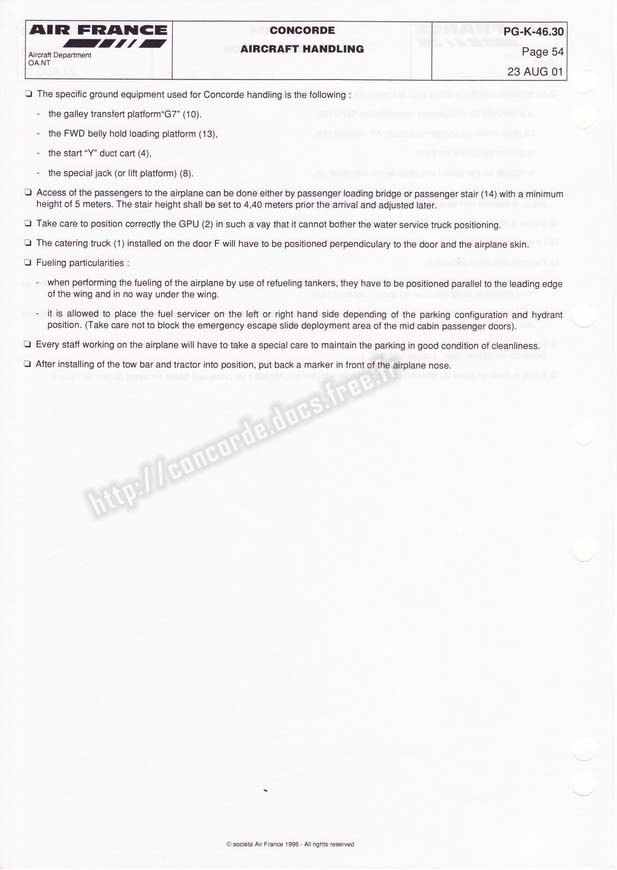 AIR FRANCE
Aircraft Department
OA.NT
CONCORDE
AIRCRAFT HANDLING
PG-K-46.30
Page 54
23 AUG 01
❏ The specific ground equipment used for Concorde handling is the following :
- the galley transfert platform“G7” (10).
- the FWD belly hold loading platform (13),
- the start “Y” duct cart (4),
- the special jack (or lift platform) (8).
❏ Access of the passengers to the airplane can be done either by passenger loading bridge or passenger stair (14) with a minimum
height of 5 meters. The stair height shall be set to 4,40 meters prior the arrival and adjusted later.
❏ Take care to position correctly the GPU (2) in such a vay that it cannot bother the water service truck positioning.
❏ The catering truck (1) installed on the door F will have to be positioned perpendiculary to the door and the airplane skin.
❏ Fueling particularities :
- when performing the fueling of the airplane by use of refueling tankers, they have to be positioned parallel to the leading edge
of the wing and in no way under the wing.
- it is allowed to place the fuel servicer on the left or right hand side depending of the parking configuration and hydrant
position. (Take care not to block the emergency escape slide deployment area of the mid cabin passenger doors).
❏ Every staff working on the airplane will have to take a special care to maintain the parking in good condition of cleanliness.
❏ After installing of the tow bar and tractor into position, put back a marker in front of the airplane nose.
http://concorde.docs.free.fr
© société Air France 1998 - All rights reserved